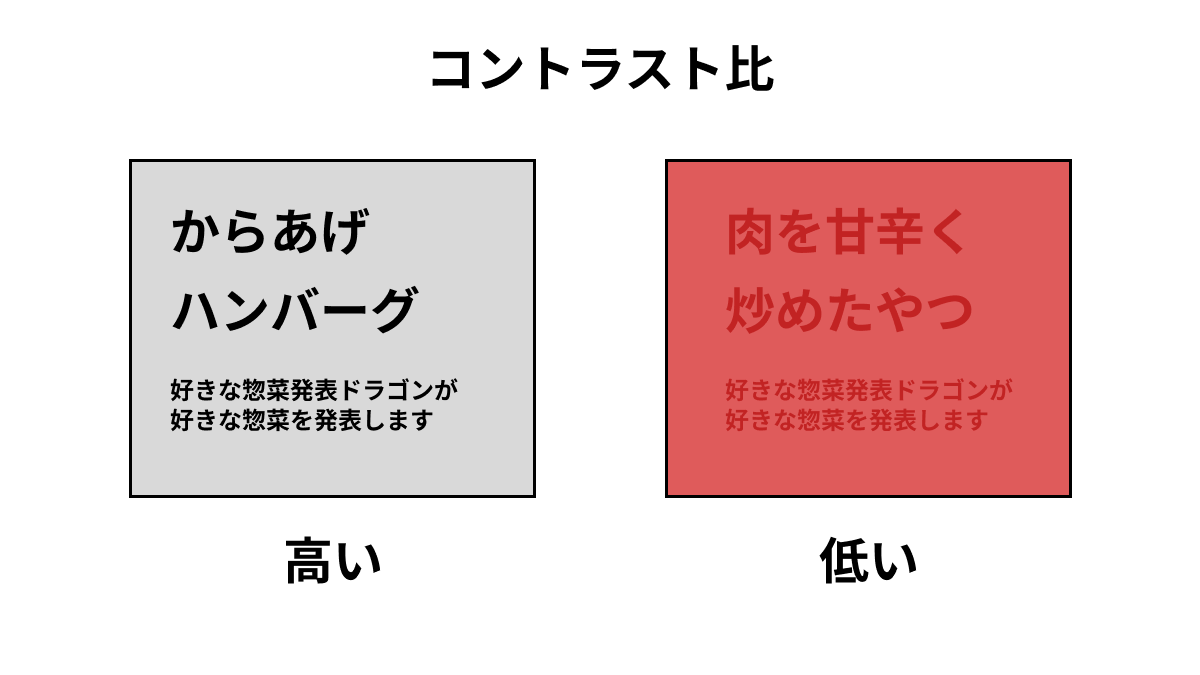 コントラスト比
からあげ
ハンバーグ
好きな惣菜発表ドラゴンが
好きな惣菜を発表します
高い
肉を甘辛く
炒めたやつ
好きな惣菜発表ドラゴンが
好きな惣菜を発表します
低い